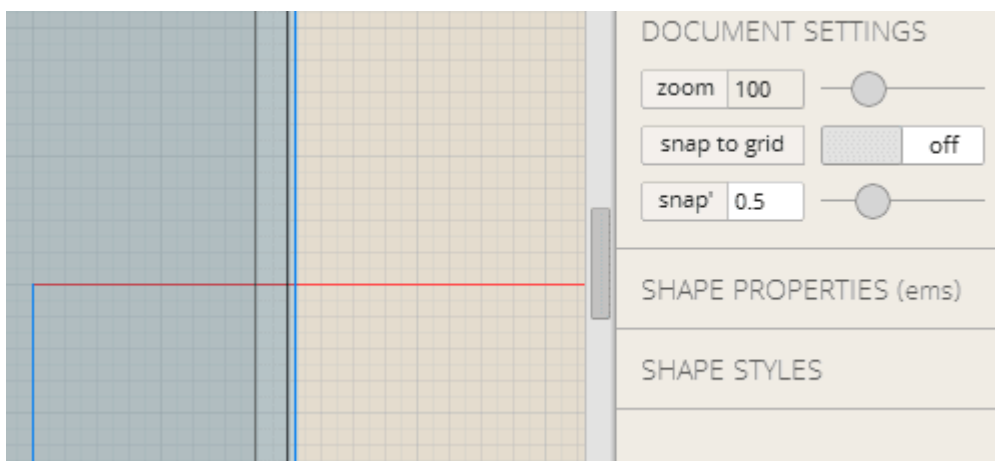 DOCUMENT SETTINGS
zoom 100
snap to grid off
snap' 0.5
SHAPE PROPERTIES (ems)
SHAPE STYLES